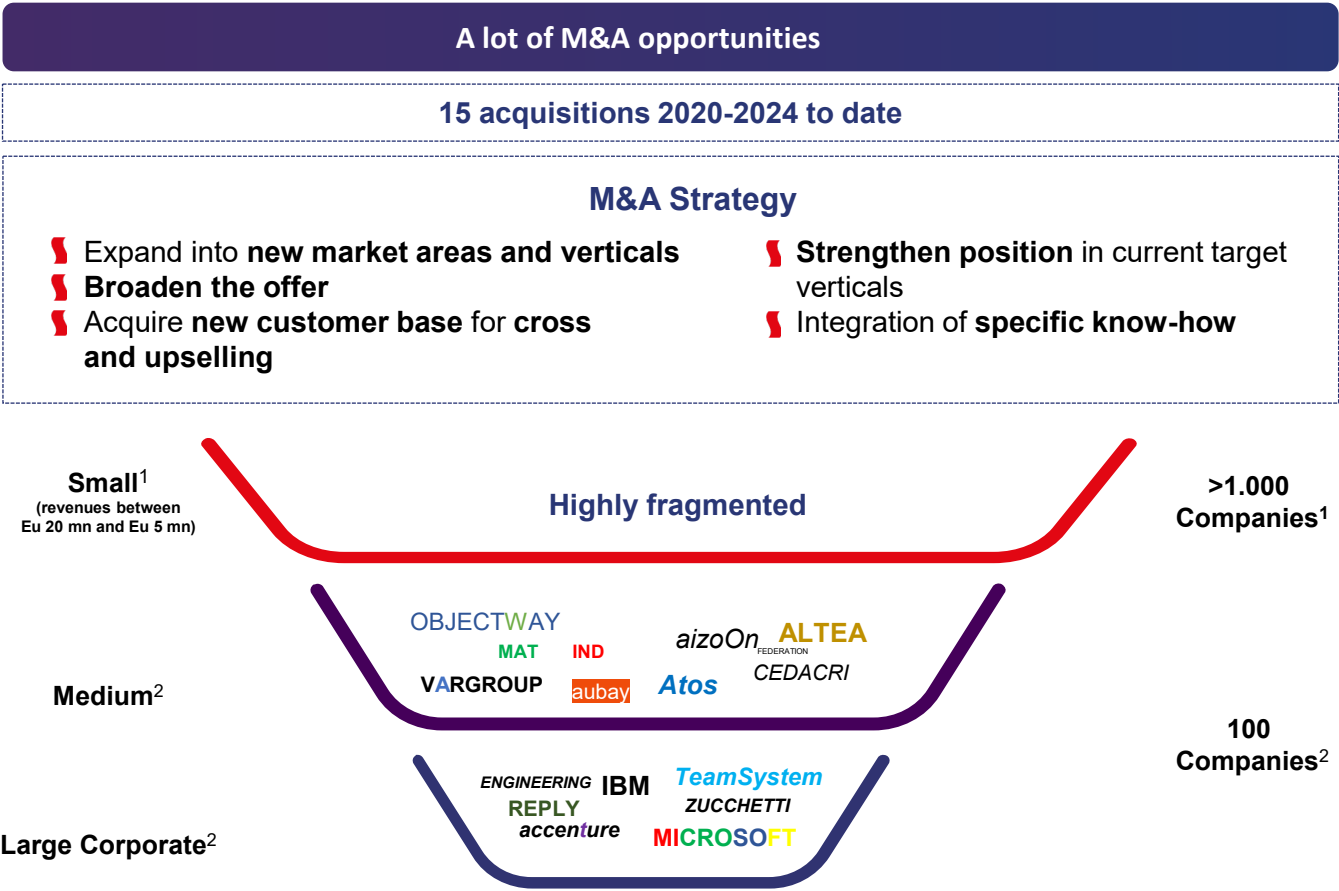 A lot of M&A opportunities
15 acquisitions 2020-2024 to date
M&A Strategy
Expand into new market areas and verticals
Broaden the offer
Acquire new customer base for cross
and upselling
Strengthen position in current target
verticals
Integration of specific know-how
Small1
(revenues between
Eu 20 mn and Eu 5 mn)
Highly fragmented
>1.000
Companies1
OBJECTWAY
MAT
IND
aizoOn
ALTEA
FEDERATION
CEDACRI
VARGROUP
aubay
Atos
Medium2
100
Companies2
ENGINEERING
IBM
TeamSystem
REPLY
ZUCCHETTI
accenture
MICROSOFT
Large Corporate2